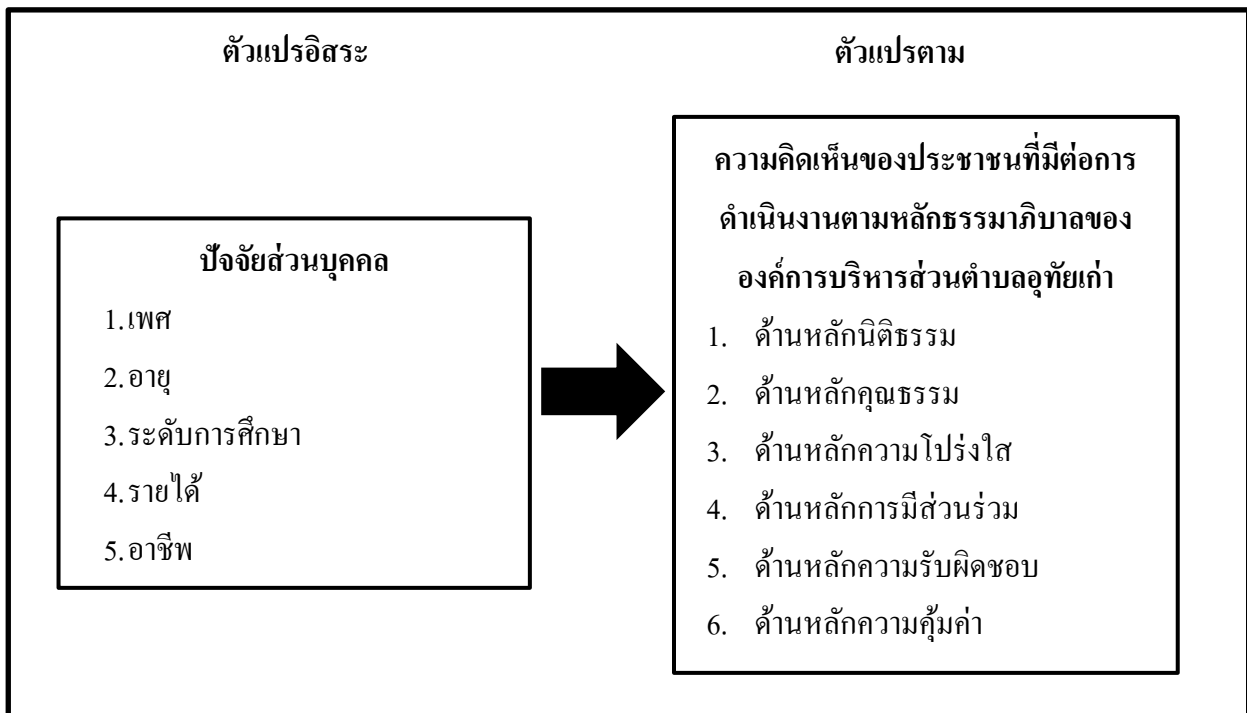 ตัวแปรอิสระ
ตัวแปรตาม
ปัจจัยส่วนบุคคล
1.เพศ
2.อายุ
3.ระดับการศึกษา
4.รายได้
5.อาชีพ
ความคิดเห็นของประชาชนที่มีต่อการ
ดำเนินงานตามหลักธรรมาภิบาลของ
องค์การบริหารส่วนตำบลอุทัยเก่า
1. ด้านหลักนิติธรรม
2. ด้านหลักคุณธรรม
3. ด้านหลักความโปร่งใส
4. ด้านหลักการมีส่วนร่วม
5. ด้านหลักความรับผิดชอบ
6. ด้านหลักความคุ้มค่า